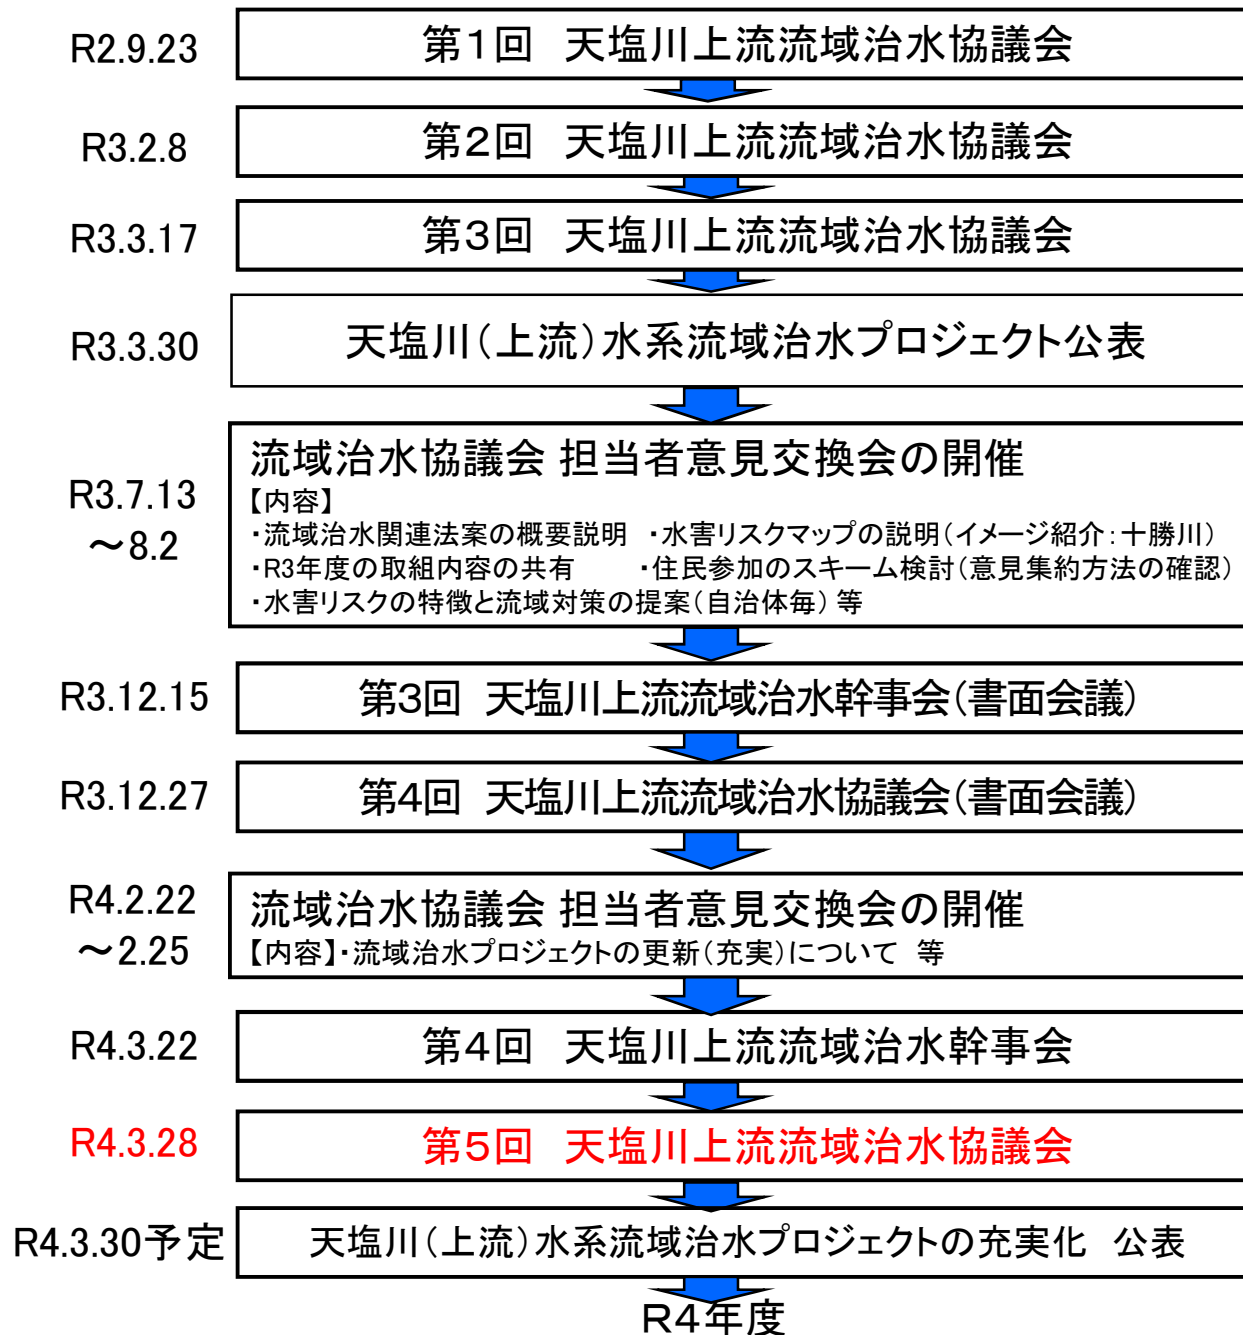 R2.9.23
第1回　天塩川上流流域治水協議会
R3.2.8
第2回　天塩川上流流域治水協議会
R3.3.17
第3回　天塩川上流流域治水協議会
R3.3.30
天塩川（上流）水系流域治水プロジェクト公表
R3.7.13
～8.2
流域治水協議会 担当者意見交換会の開催
【内容】
・流域治水関連法案の概要説明　・水害リスクマップの説明（イメージ紹介：十勝川）
・R3年度の取組内容の共有　　　・住民参加のスキーム検討（意見集約方法の確認）
・水害リスクの特徴と流域対策の提案（自治体毎） 等
R3.12.15
第3回　天塩川上流流域治水幹事会（書面会議）
R3.12.27
第4回　天塩川上流流域治水協議会（書面会議）
R4.2.22
～2.25
流域治水協議会 担当者意見交換会の開催
【内容】・流域治水プロジェクトの更新（充実）について　等
R4.3.22
第4回　天塩川上流流域治水幹事会
R4.3.28
第5回　天塩川上流流域治水協議会
R4.3.30予定
天塩川（上流）水系流域治水プロジェクトの充実化　公表
R4年度